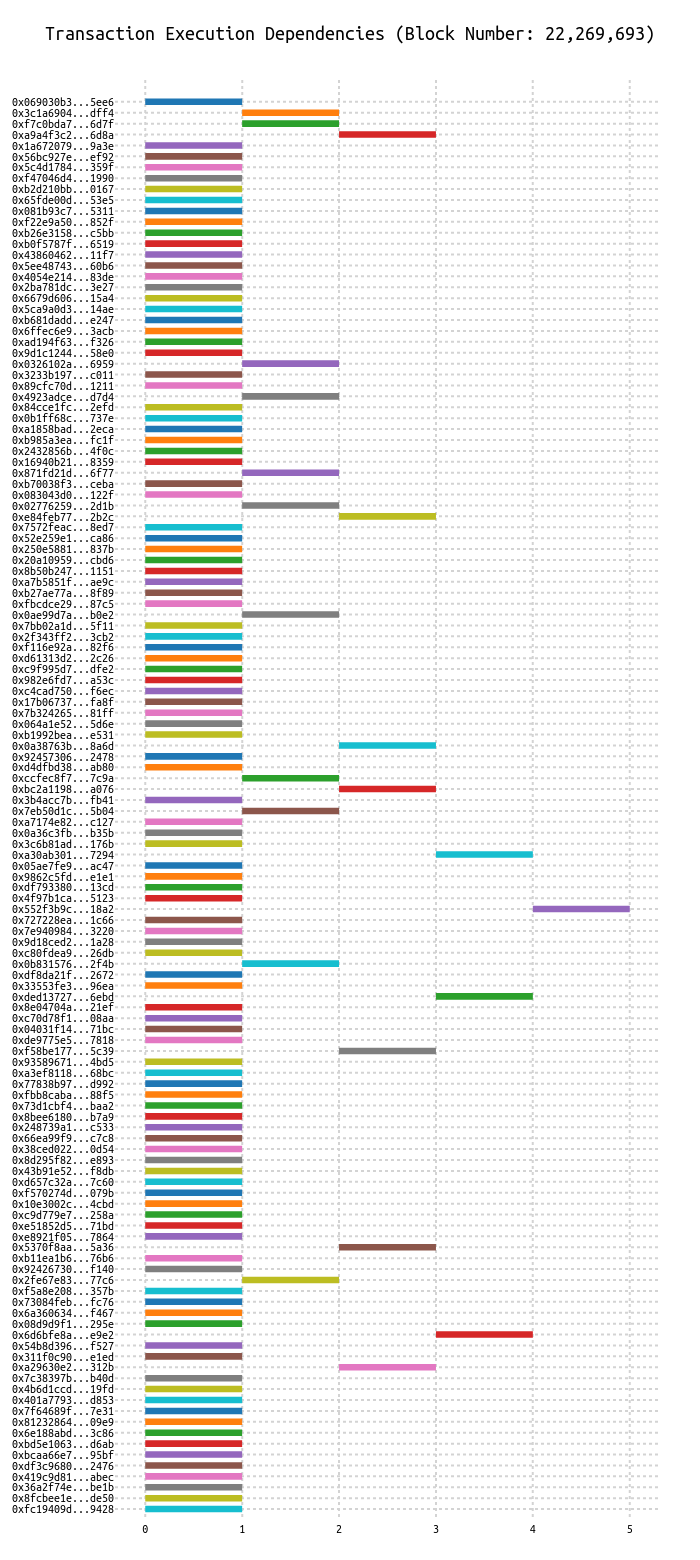 Transaction Execution Dependencies (Block Number: 22,269,693)
0x069030b3...5ee6
0x3c1a6904...dff4
0xf7c0bda7...6d7f
0xa9a4f3c2...6d8a
0x1a672079...9a3e
0x56bc927e...ef92
0x5c4d1784...359f
0xf47046d4...1990
0xb2d210bb...0167
0x65fde00d...53e5
0x081b93c7...5311
0xf22e9a50...852f
0xb26e3158...c5bb
0xb0f5787f...6519
0x43860462...11f7
0x5ee48743...60b6
0x4054e214...83de
0x2ba781dc...3e27
0x6679d606...15a4
0x5ca9a0d3...14ae
0xb681dadd...e247
0x6ffec6e9...3acb
0xad194f63...f326
0x9d1c1244...58e0
0x0326102a...6959
0x3233b197...c011
0x89cfc70d...1211
0x4923adce...d7d4
0x84cce1fc...2efd
0x0b1ff68c...737e
0xa1858bad...2eca
0xb985a3ea...fc1f
0x2432856b...4f0c
0x16940b21...8359
0x871fd21d...6f77
0xb70038f3...ceba
0x083043d0...122f
0x02776259...2d1b
0xe84feb77...2b2c
0x7572feac...8ed7
0x52e259e1...ca86
0x250e5881...837b
0x20a10959...cbd6
0x8b50b247...1151
0xa7b5851f...ae9c
0xb27ae77a...8f89
0xfbcdce29...87c5
0x0ae99d7a...b0e2
0x7bb02a1d...5f11
0x2f343ff2...3cb2
0xf116e92a...82f6
0xd61313d2...2c26
0xc9f995d7...dfe2
0x982e6fd7...a53c
0xc4cad750...f6ec
0x17b06737...fa8f
0x7b324265...81ff
0x064a1e52...5d6e
0xb1992bea...e531
0x0a38763b...8a6d
0x92457306...2478
0xd4dfbd38...ab80
0xccfec8f7...7c9a
0xbc2a1198...a076
0x3b4acc7b...fb41
0x7eb50d1c...5b04
0xa7174e82...c127
0x0a36c3fb...b35b
0x3c6b81ad...176b
0xa30ab301...7294
0x05ae7fe9...ac47
0x9862c5fd...e1e1
0xdf793380...13cd
0x4f97b1ca...5123
0x552f3b9c...18a2
0x727228ea...1c66
0x7e940984...3220
0x9d18ced2...1a28
0xc80fdea9...26db
0x0b831576...2f4b
0xdf8da21f...2672
0x33553fe3...96ea
0xded13727...6ebd
0x8e04704a...21ef
0xc70d78f1...08aa
0x04031f14...71bc
0xde9775e5...7818
0xf58be177...5c39
0x93589671...4bd5
0xa3ef8118...68bc
0x77838b97...d992
0xfbb8caba...88f5
0x73d1cbf4...baa2
0x8bee6180...b7a9
0x248739a1...c533
0x66ea99f9...c7c8
0x38ced022...0d54
0x8d295f82...e893
0x43b91e52...f8db
0xd657c32a...7c60
0xf570274d...079b
0x10e3002c...4cbd
0xc9d779e7...258a
0xe51852d5...71bd
0xe8921f05...7864
0x5370f8aa...5a36
0xb11ea1b6...76b6
0x92426730...f140
0x2fe67e83...77c6
0xf5a8e208...357b
0x73084feb...fc76
0x6a360634...f467
0x08d9d9f1...295e
0x6d6bfe8a...e9e2
0x54b8d396...f527
0x311f0c90...e1ed
0xa29630e2...312b
0x7c38397b...b40d
0x4b6d1ccd...19fd
0x401a7793...d853
0x7f64689f...7e31
0x81232864...09e9
0x6e188abd...3c86
0xbd5e1063...d6ab
0xbcaa66e7...95bf
0xdf3c9680...2476
0x419c9d81...abec
0x36a2f74e...be1b
0x8fcbee1e...de50
0xfc19409d...9428
0 1 2 3 4 5